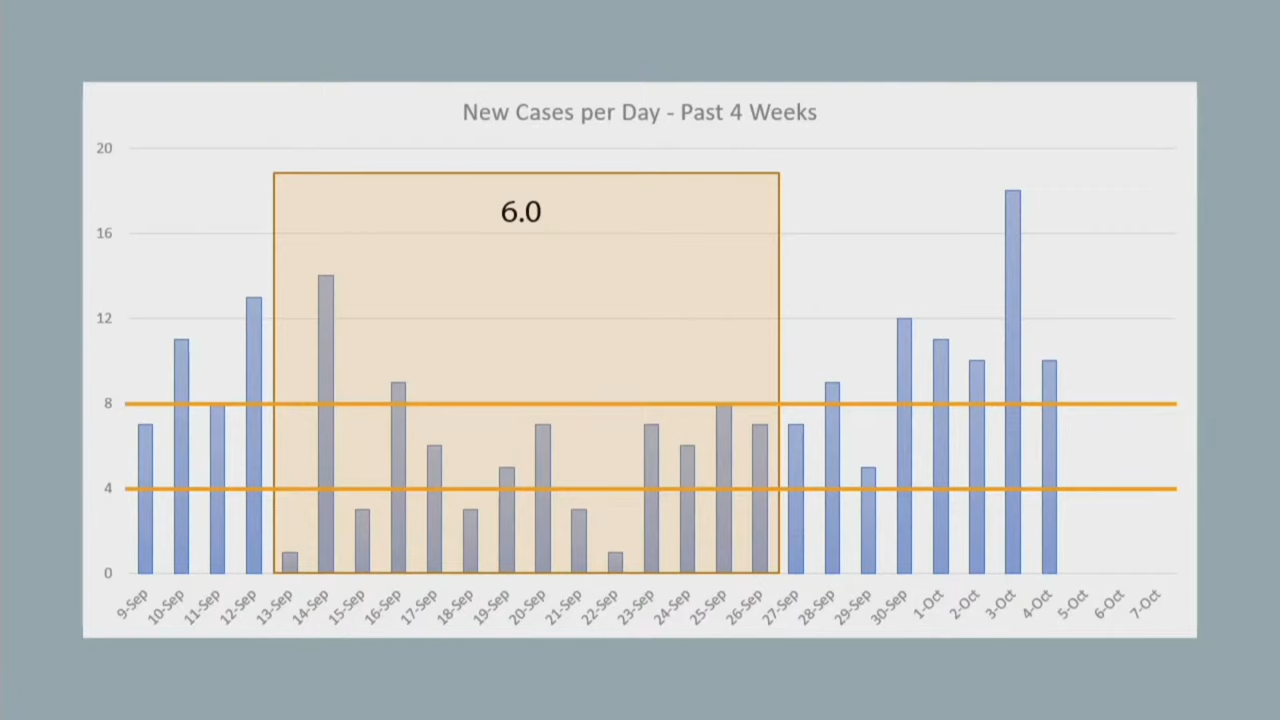 New Cases per Day - Past 4 Weeks
20
6.0
16
12
8
4
0
9-Sep
10-Sep
11-Sep
12-Sep
13-Sep
14-Sep
15-Sep
16-Sep
17-Sep
18-Sep
19-Sep
20-Sep
21-Sep
22-Sep
23-Sep
24-Sep
25-Sep
26-Sep
27-Sep
28-Sep
29-Sep
30-Sep
1-Oct
2-Oct
3-Oct
4-Oct
5-Oct
6-Oct
7-Oct